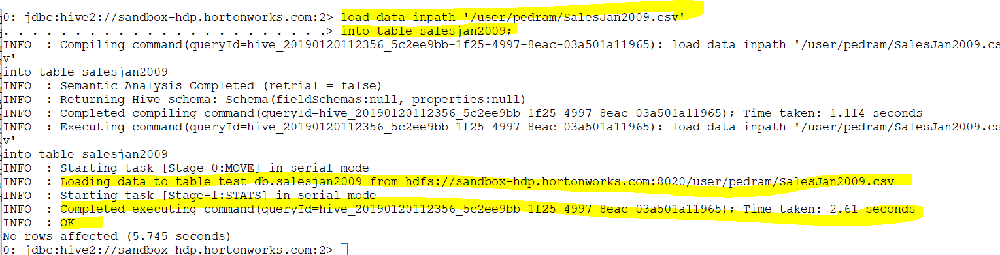 0: jdbc:hive2://sandbox-hdp.hortonworks.com:2> load data inpath '/user/pedram/SalesJan2009.csv'
. . . . . . . . . . . . . . . . . . . . . . .> into table salesjan2009;
INFO  : Compiling command(queryId=hive_20190120112356_5c2ee9bb-1f25-4997-8eac-03a501a11965): load data inpath '/user/pedram/SalesJan2009.cs
v'
into table salesjan2009
INFO  : Semantic Analysis Completed (retrial = false)
INFO  : Returning Hive schema: Schema(fieldSchemas:null, properties:null)
INFO  : Completed compiling command(queryId=hive_20190120112356_5c2ee9bb-1f25-4997-8eac-03a501a11965); Time taken: 1.114 seconds
INFO  : Executing command(queryId=hive_20190120112356_5c2ee9bb-1f25-4997-8eac-03a501a11965): load data inpath '/user/pedram/SalesJan2009.cs
v'
into table salesjan2009
INFO  : Starting task [Stage-0:MOVE] in serial mode
INFO  : Loading data to table test_db.salesjan2009 from hdfs://sandbox-hdp.hortonworks.com:8020/user/pedram/SalesJan2009.csv
INFO  : Starting task [Stage-1:STATS] in serial mode
INFO  : Completed executing command(queryId=hive_20190120112356_5c2ee9bb-1f25-4997-8eac-03a501a11965); Time taken: 2.61 seconds
INFO  : OK
No rows affected (5.745 seconds)
0: jdbc:hive2://sandbox-hdp.hortonworks.com:2>